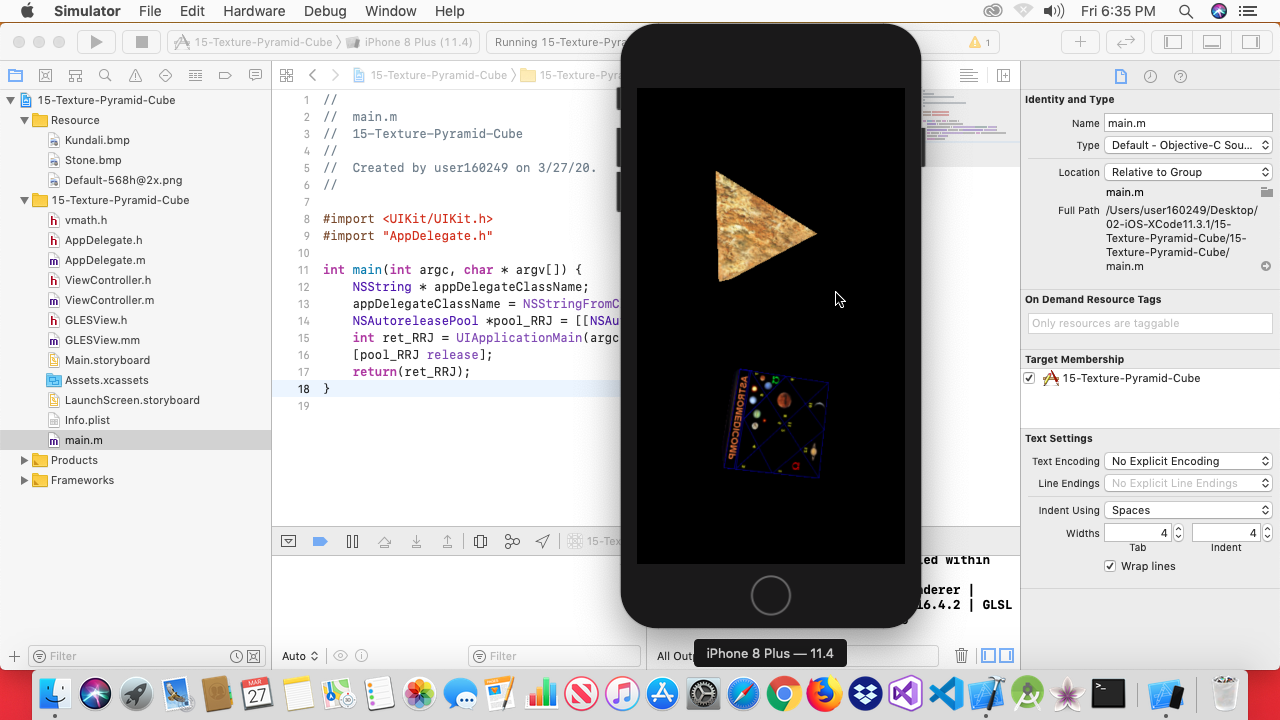 Simulator File Edit Hardware Debug Window Help Fri 6:35 PM
15-Texture-Pyramid-Cube iPhone 8 Plus (11.4) Running 15-Texture-Pyra 1
15-Texture-Pyramid-Cube 15-Texture-Pyra
15-Texture-Pyramid-Cube
Resource
Kundali.bmp
Stone.bmp
Default-568h@2x.png
15-Texture-Pyramid-Cube
vmath.h
AppDelegate.h
AppDelegate.m
ViewController.h
ViewController.m
GLESView.h
GLESView.mm
Main.storyboard
Assets.xcassets
LaunchScreen.storyboard
Info.plist
main.m
Products
Frameworks
Filter
1 //
2 // main.m
3 // 15-Texture-Pyramid-Cube
4 //
5 // Created by user160249 on 3/27/20.
6 //
7
8 #import <UIKit/UIKit.h>
9 #import "AppDelegate.h"
10
11 int main(int argc, char * argv[]) {
12 NSString * appDelegateClassName;
13 appDelegateClassName = NSStringFromC
14 NSAutoreleasePool *pool_RRJ = [[NSAu
15 int ret_RRJ = UIApplicationMain(argc
16 [pool_RRJ release];
17 return(ret_RRJ);
18 }
19
15-Tex
Auto
Filter
ASTROMEDICOMP
iPhone 8 Plus — 11.4
ed within
nderer |
16.4.2 | GLSL
All Outp
Identity and Type
Name main.m
Type Default - Objective-C Sou...
Location Relative to Group
main.m
Full Path /Users/user160249/Desktop/
02-iOS-XCode11.3.1/15-
Texture-Pyramid-Cube/15-
Texture-Pyramid-Cube/
main.m
On Demand Resource Tags
Only resources are taggable
Target Membership
15-Texture-Pyramid-Cube
Text Settings
Text Encoding No Explicit Encoding
Line Endings No Explicit Line Endings
Indent Using Spaces
Widths 4 4
Tab Indent
Wrap lines
MAR
27